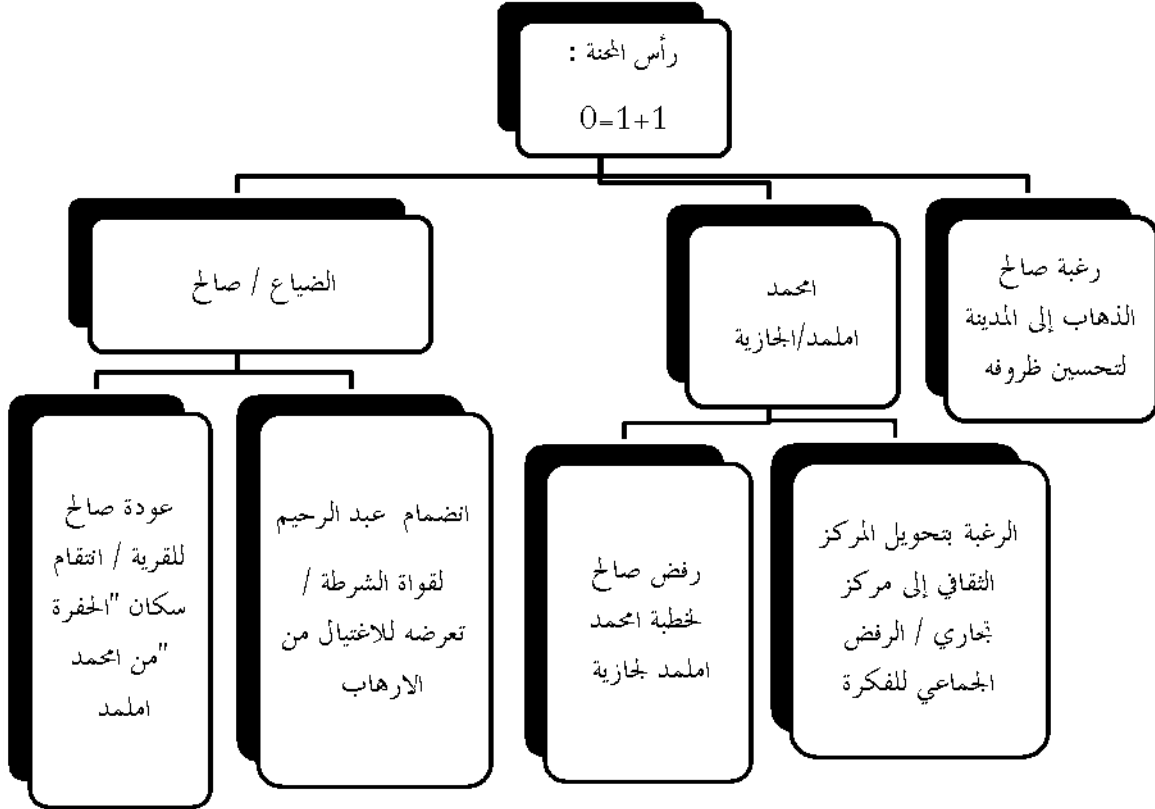 رأس المحنة :
0=1+1
رغبة صالح
الذهاب إلى المدينة
لتحسين ظروفه
امحمد
املمد/الجازية
الضياع / صالح
الرغبة بتحويل المركز
الثقافي إلى مركز
تجاري / الرفض
الجماعي للفكرة
رفض صالح
لخطبة امحمد
املمد لجازية
انضمام عبد الرحيم
لقواة الشرطة /
تعرضه للاغتيال من
الارهاب
عودة صالح
للقرية / انتقام
سكان "الحفرة
"من امحمد
املمد